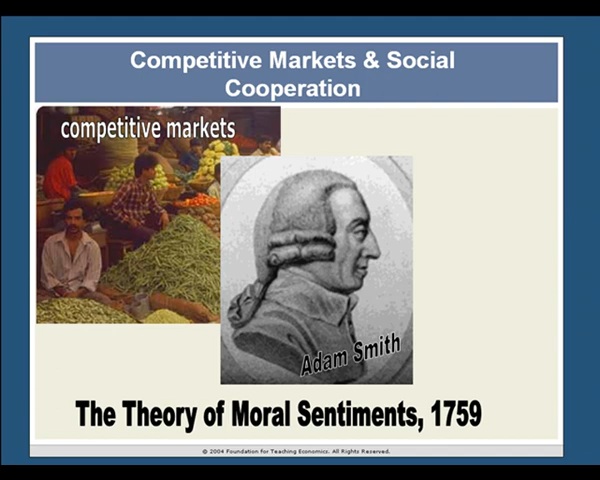 Competitive Markets & Social
Cooperation
competitive markets
Adam Smith
The Theory of Moral Sentiments, 1759
© 2004 Foundation for Teaching Economics. All Rights Reserved.